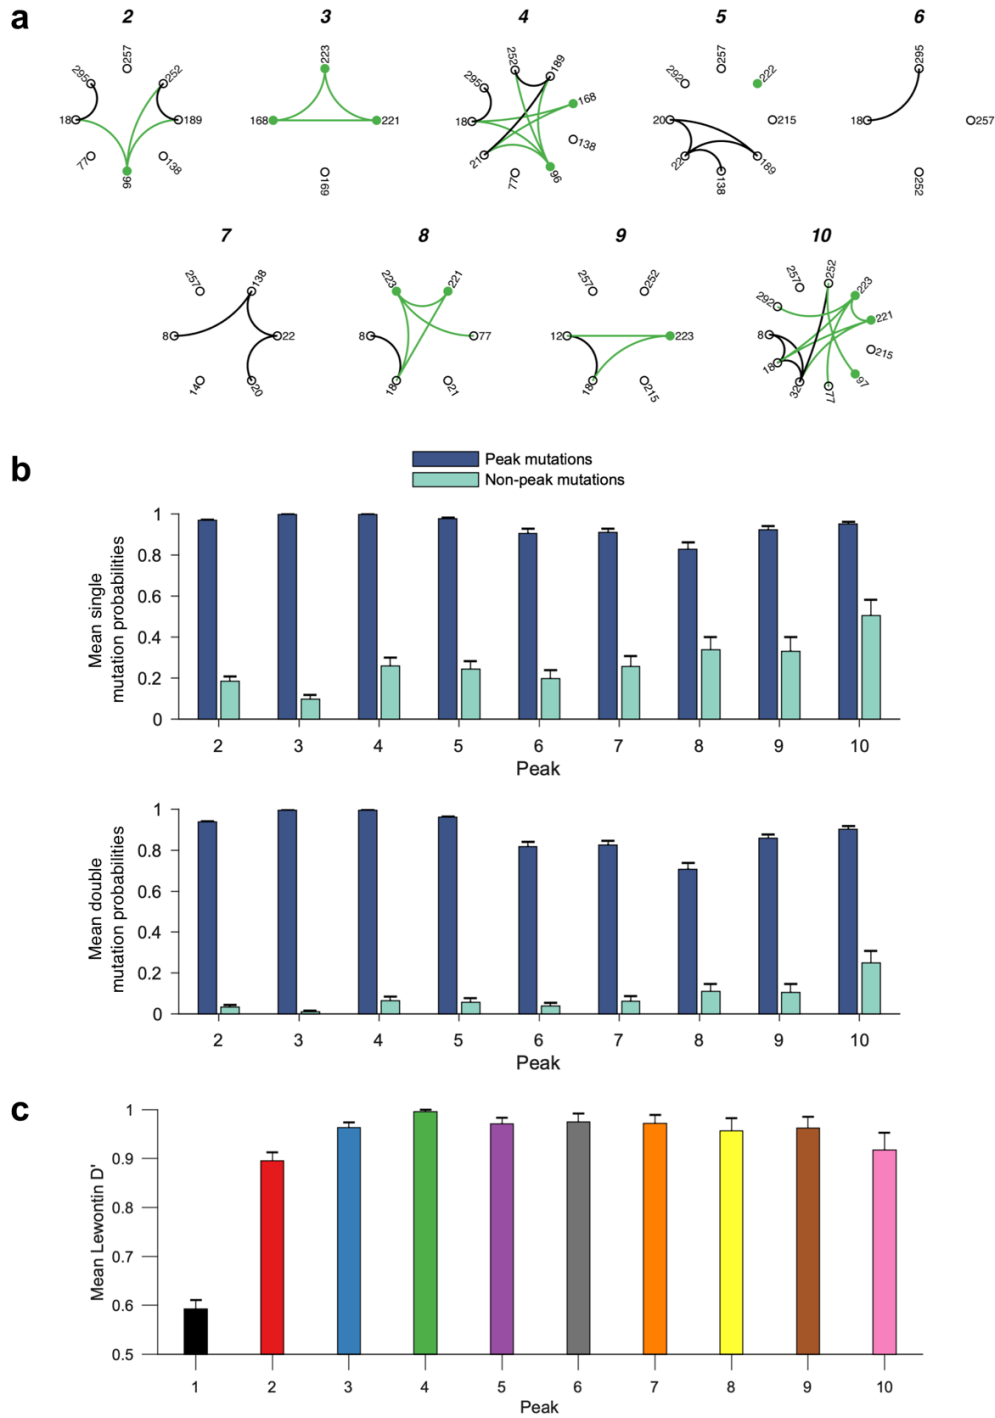 a
2 3 4 5 6
257 252 189 138 96 77 18 295
223 221 169 168
252 189 168 138 96 77 21 18 295
257 222 215 189 138 22 20 292
295 257 252 18
7 8 9 10
138 22 20 14 8 257
223 221 77 21 18 8
257 252 223 215 18 12
252 223 221 215 97 77 32 18 8 292 257
b
Peak mutations
Non-peak mutations
Mean single
mutation probabilities
1
0.8
0.6
0.4
0.2
0
2 3 4 5 6 7 8 9 10
Peak
Mean double
mutation probabilities
1
0.8
0.6
0.4
0.2
0
2 3 4 5 6 7 8 9 10
Peak
c
Mean Lewontin D'
1
0.9
0.8
0.7
0.6
0.5
1 2 3 4 5 6 7 8 9 10
Peak